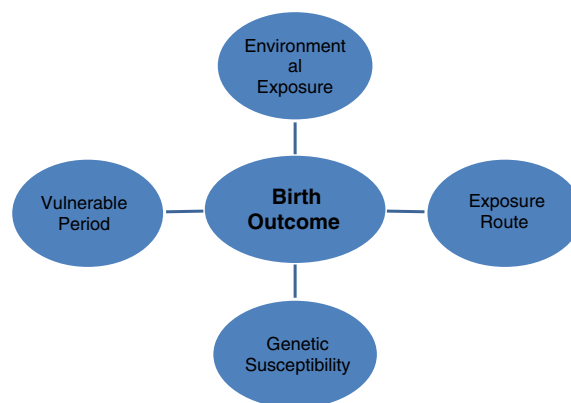 Environment
al
Exposure
Vulnerable
Period
Birth
Outcome
Exposure
Route
Genetic
Susceptibility